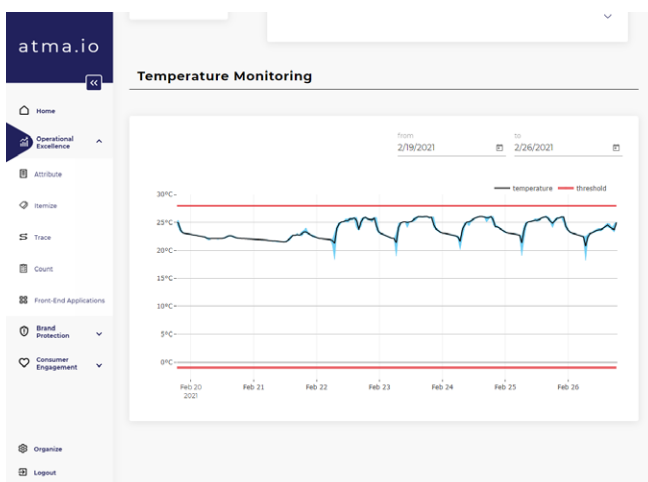 atma.io
Home
Operational
Excellence
Attribute
Itemize
Trace
Count
Front-End Applications
Brand
Protection
Consumer
Engagement
Organize
Logout
Temperature Monitoring
from
2/19/2021
to
2/26/2021
temperature
threshold
30°C
25°C
20°C
15°C
10°C
5°C
0°C
Feb 20
2021
Feb 21
Feb 22
Feb 23
Feb 24
Feb 25
Feb 26